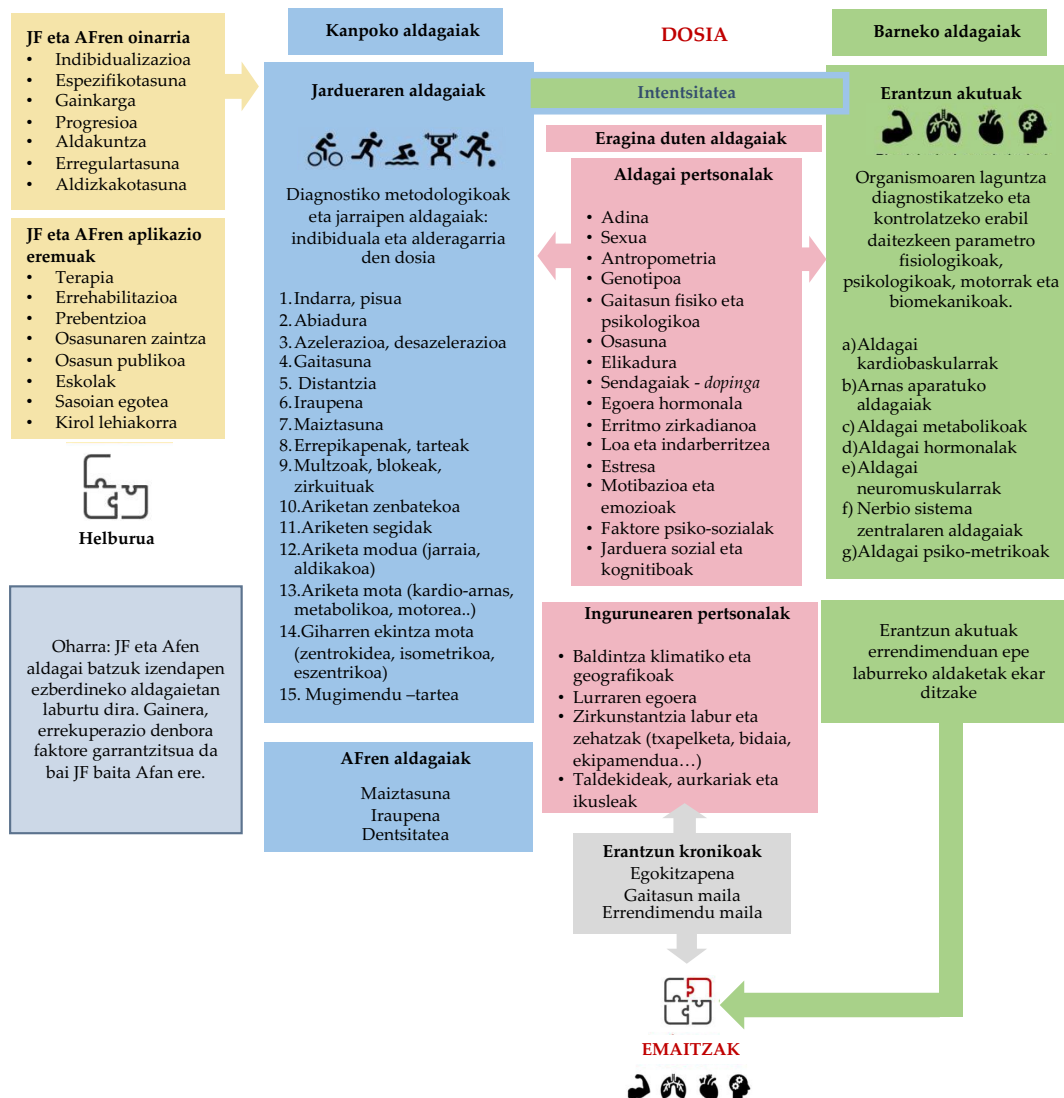 JF eta AFren oinarria
• Indibidualizazioa
• Espezifikotasuna
• Gainkarga
• Progresioa
• Aldakuntza
• Erregulartasuna
• Aldizkakotasuna
JF eta AFren aplikazio
eremuak
• Terapia
• Errehabilitazioa
• Prebentzioa
• Osasunaren zaintza
• Osasun publikoa
• Eskolak
• Sasoian egotea
• Kirol lehiakorra
Helburua
Oharra: JF eta Afen
aldagai batzuk izendapen
ezberdineko aldagaietan
laburtu dira. Gainera,
errekuperazio denbora
faktore garrantzitsua da
bai JF baita Afan ere.
Kanpoko aldagaiak
Jardueraren aldagaiak
Diagnostiko metodologikoak
eta jarraipen aldagaiak:
indibiduala eta alderagarria
den dosia
1. Indarra, pisua
2. Abiadura
3. Azelerazioa, desazelerazioa
4. Gaitasuna
5. Distantzia
6. Iraupena
7. Maiztasuna
8. Errepikapenak, tarteak
9. Multzoak, blokeak,
zirkuituak
10. Ariketan zenbatekoa
11. Ariketen segidak
12. Ariketa modua (jarraia,
aldikakoa)
13. Ariketa mota (kardio-arnas,
metabolikoa, motorea..)
14. Giharren ekintza mota
(zentrokidea, isometrikoa,
eszentrikoa)
15. Mugimendu –tartea
AFren aldagaiak
Maiztasuna
Iraupena
Dentsitatea
DOSIA
Intentsitatea
Eragina duten aldagaiak
Aldagai pertsonalak
• Adina
• Sexua
• Antropometria
• Genotipoa
• Gaitasun fisiko eta
psikologikoa
• Osasuna
• Elikadura
• Sendagaiak - dopinga
• Egoera hormonala
• Erritmo zirkadianoa
• Loa eta indarberritzea
• Estresa
• Motibazioa eta
emozioak
• Faktore psiko-sozialak
• Jarduera sozial eta
kognitiboak
Ingurunearen pertsonalak
• Baldintza klimatiko eta
geografikoak
• Lurraren egoera
• Zirkunstantzia labur eta
zehatzak (txapelketa, bidaia,
ekipamendua…)
• Taldekideak, aurkariak eta
ikusleak
Erantzun kronikoak
Egokitzapena
Gaitasun maila
Errendimendu maila
EMAITZAK
Barneko aldagaiak
Erantzun akutuak
Organismoaren laguntza
diagnostikatzeko eta
kontrolatzeko erabil
daitezkeen parametro
fisiologikoak,
psikologikoak, motorrak eta
biomekanikoak.
a) Aldagai
kardiobaskularrak
b) Arnas aparatuko
aldagaiak
c) Aldagai metabolikoak
d) Aldagai hormonalak
e) Aldagai
neuromuskularrak
f) Nerbio sistema
zentralaren aldagaiak
g) Aldagai psiko-metrikoak
Erantzun akutuak
errendimenduan epe
laburreko aldaketak ekar
ditzake